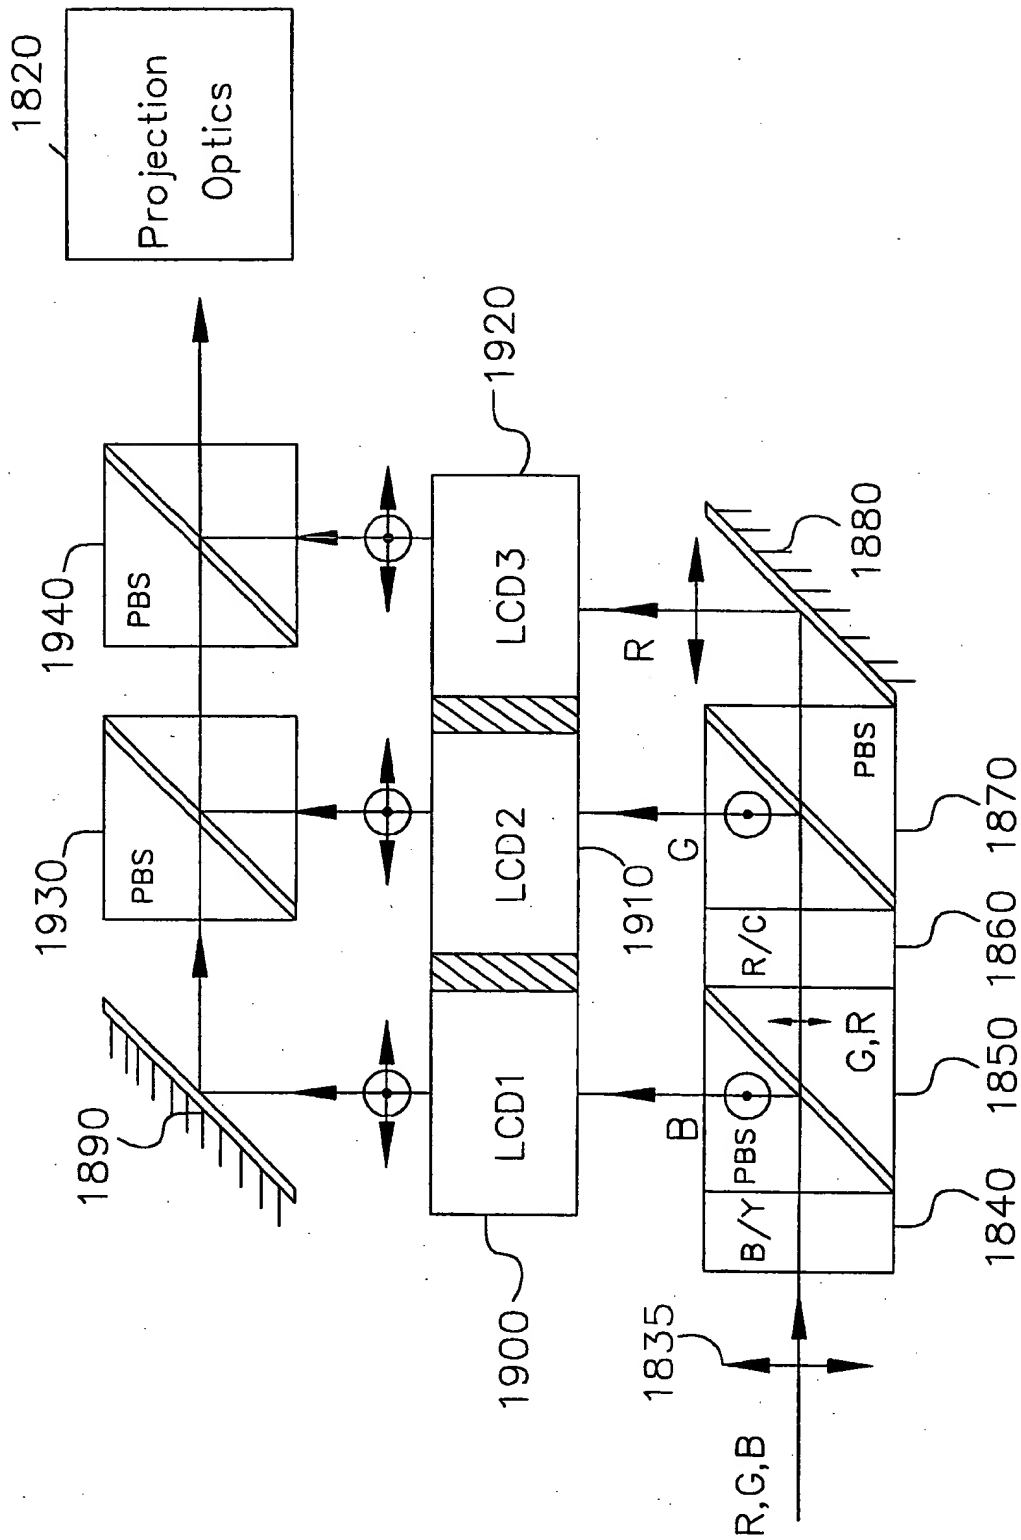 1820
Projection
Optics
1940
PBS
1930
PBS
1890
1920
LCD3
LCD2
LCD1
1910
1900
R
G
B
1880
PBS
R/C
PBS
G,R
B/Y
1870
1860
1850
1840
1835
R,G,B